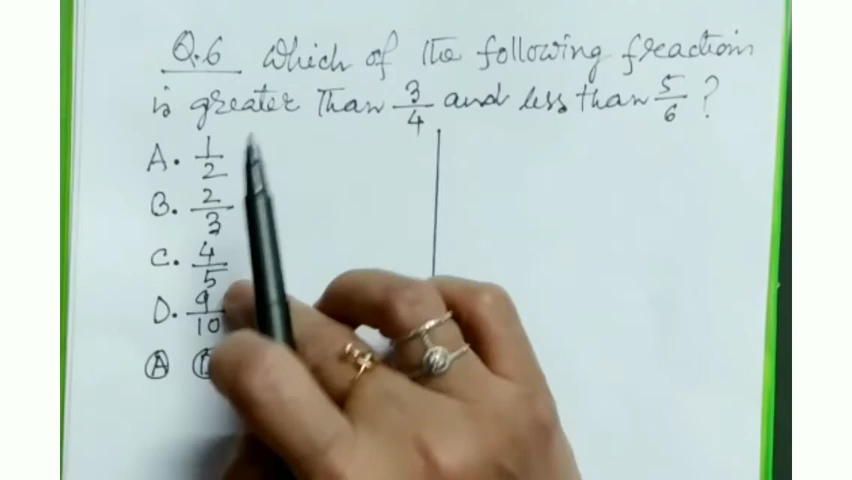 Q.6 Which of the following fraction
is greater Than 3/4 and less than 5/6 ?
A. 1/2
B. 2/3
C. 4/5
D. 9/10
A